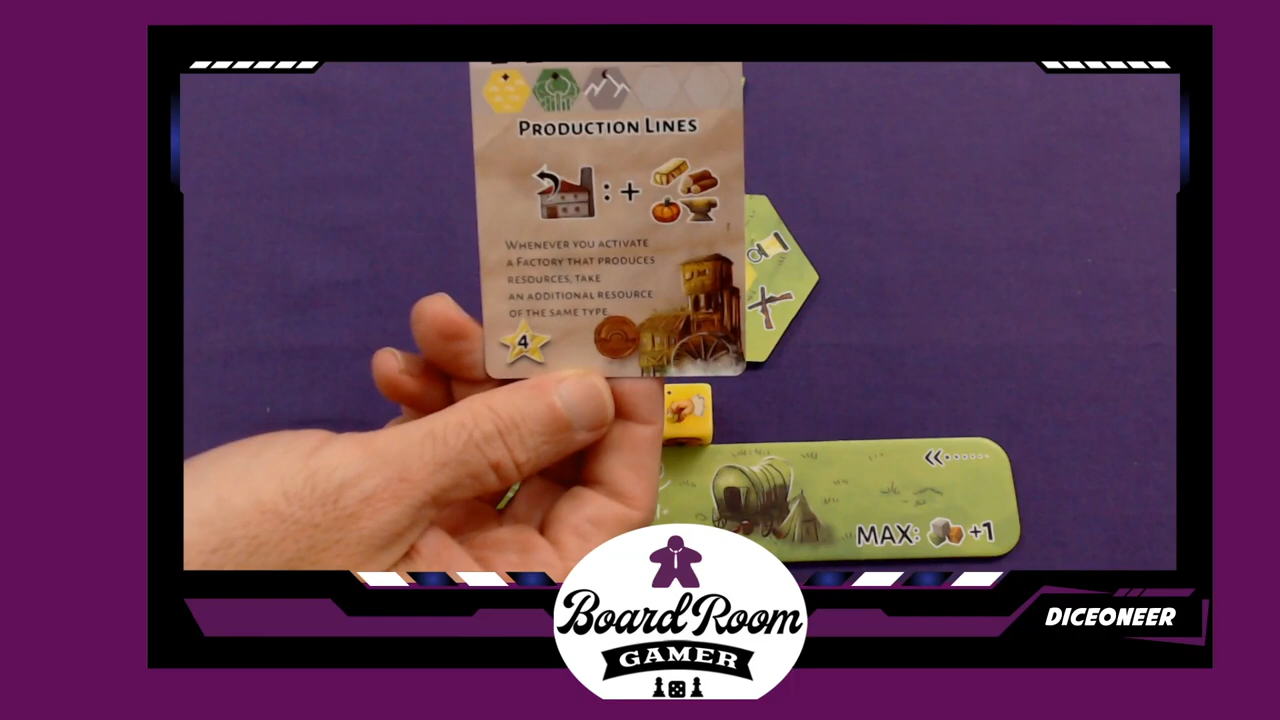 PRODUCTION LINES
: +
WHENEVER YOU ACTIVATE
A FACTORY THAT PRODUCES
RESOURCES, TAKE
AN ADDITIONAL RESOURCE
OF THE SAME TYPE
4
MAX: +1
Board Room
GAMER
DICEONEER